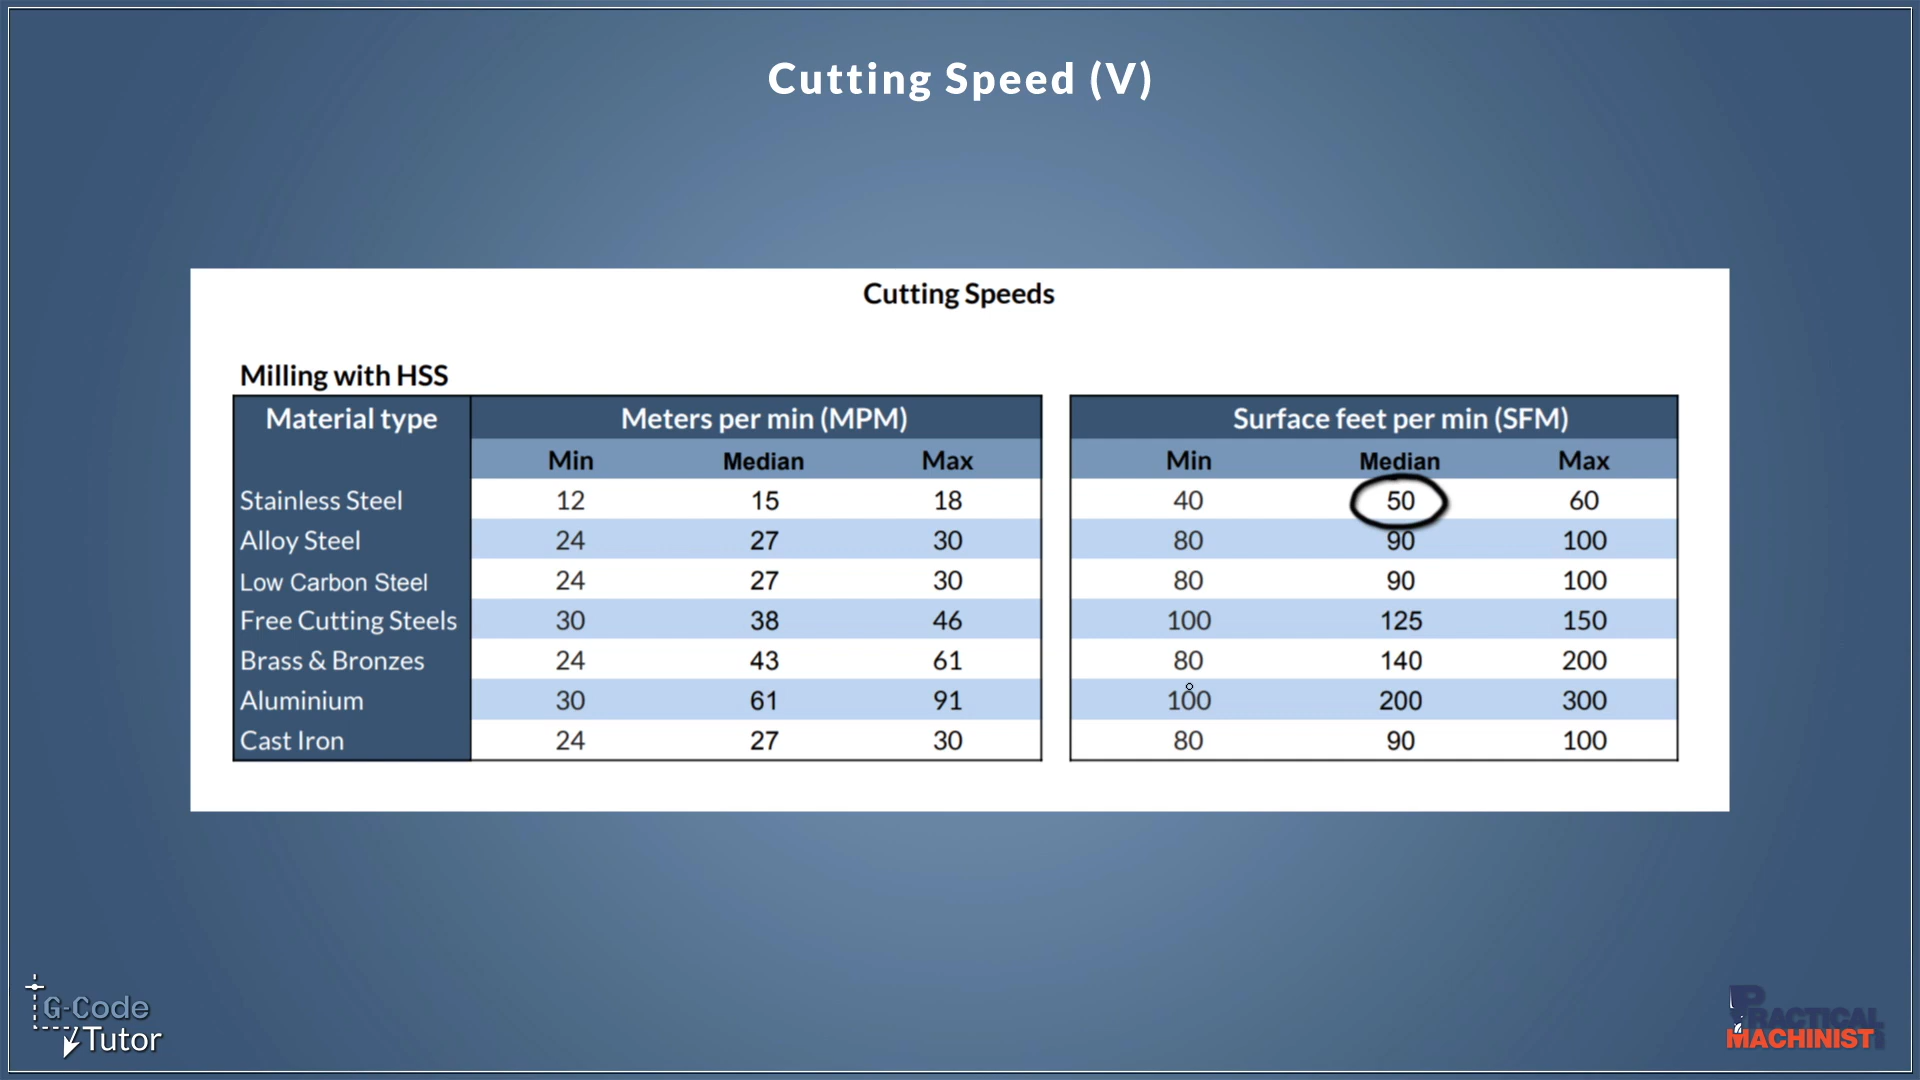 Cutting Speed (V)
Cutting Speeds
Milling with HSS
Material type Meters per min (MPM) Surface feet per min (SFM)
Min Median Max Min Median Max
Stainless Steel 12 15 18 40 50 60
Alloy Steel 24 27 30 80 90 100
Low Carbon Steel 24 27 30 80 90 100
Free Cutting Steels 30 38 46 100 125 150
Brass & Bronzes 24 43 61 80 140 200
Aluminium 30 61 91 100 200 300
Cast Iron 24 27 30 80 90 100
G-Code
Tutor
PRACTICAL
MACHINIST